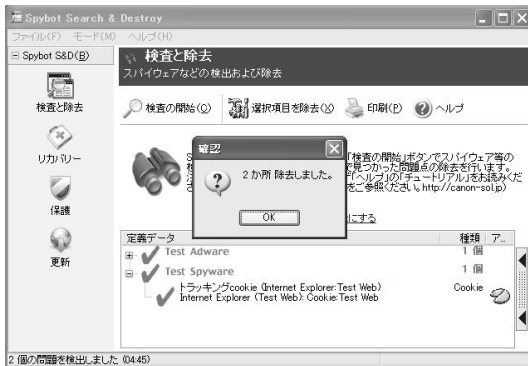 Spybot Search & Destroy
ファイル(F) モード(M) ヘルプ(H)
Spybot S&D(B)
検査と除去
リカバリー
保護
更新
検査と除去
スパイウェアなどの検出および除去
検査の開始(C) 選択項目を除去(X) 印刷(P) ヘルプ
「検査の開始」ボタンでスパイウェア等の
で見つかった問題点の除去を行います。
「ヘルプ」の「チュートリアル」をお読みくだ
をご参照ください。http://canon-sol.jp)
にする
確認
2 か所 除去しました。
OK
定義データ 種類 ア..
Test Adware 1 個
Test Spyware 1 個
トラッキングcookie (Internet Explorer:Test Web) Cookie
Internet Explorer (Test Web): Cookie:Test Web
2 個の問題を検出しました (04:45)